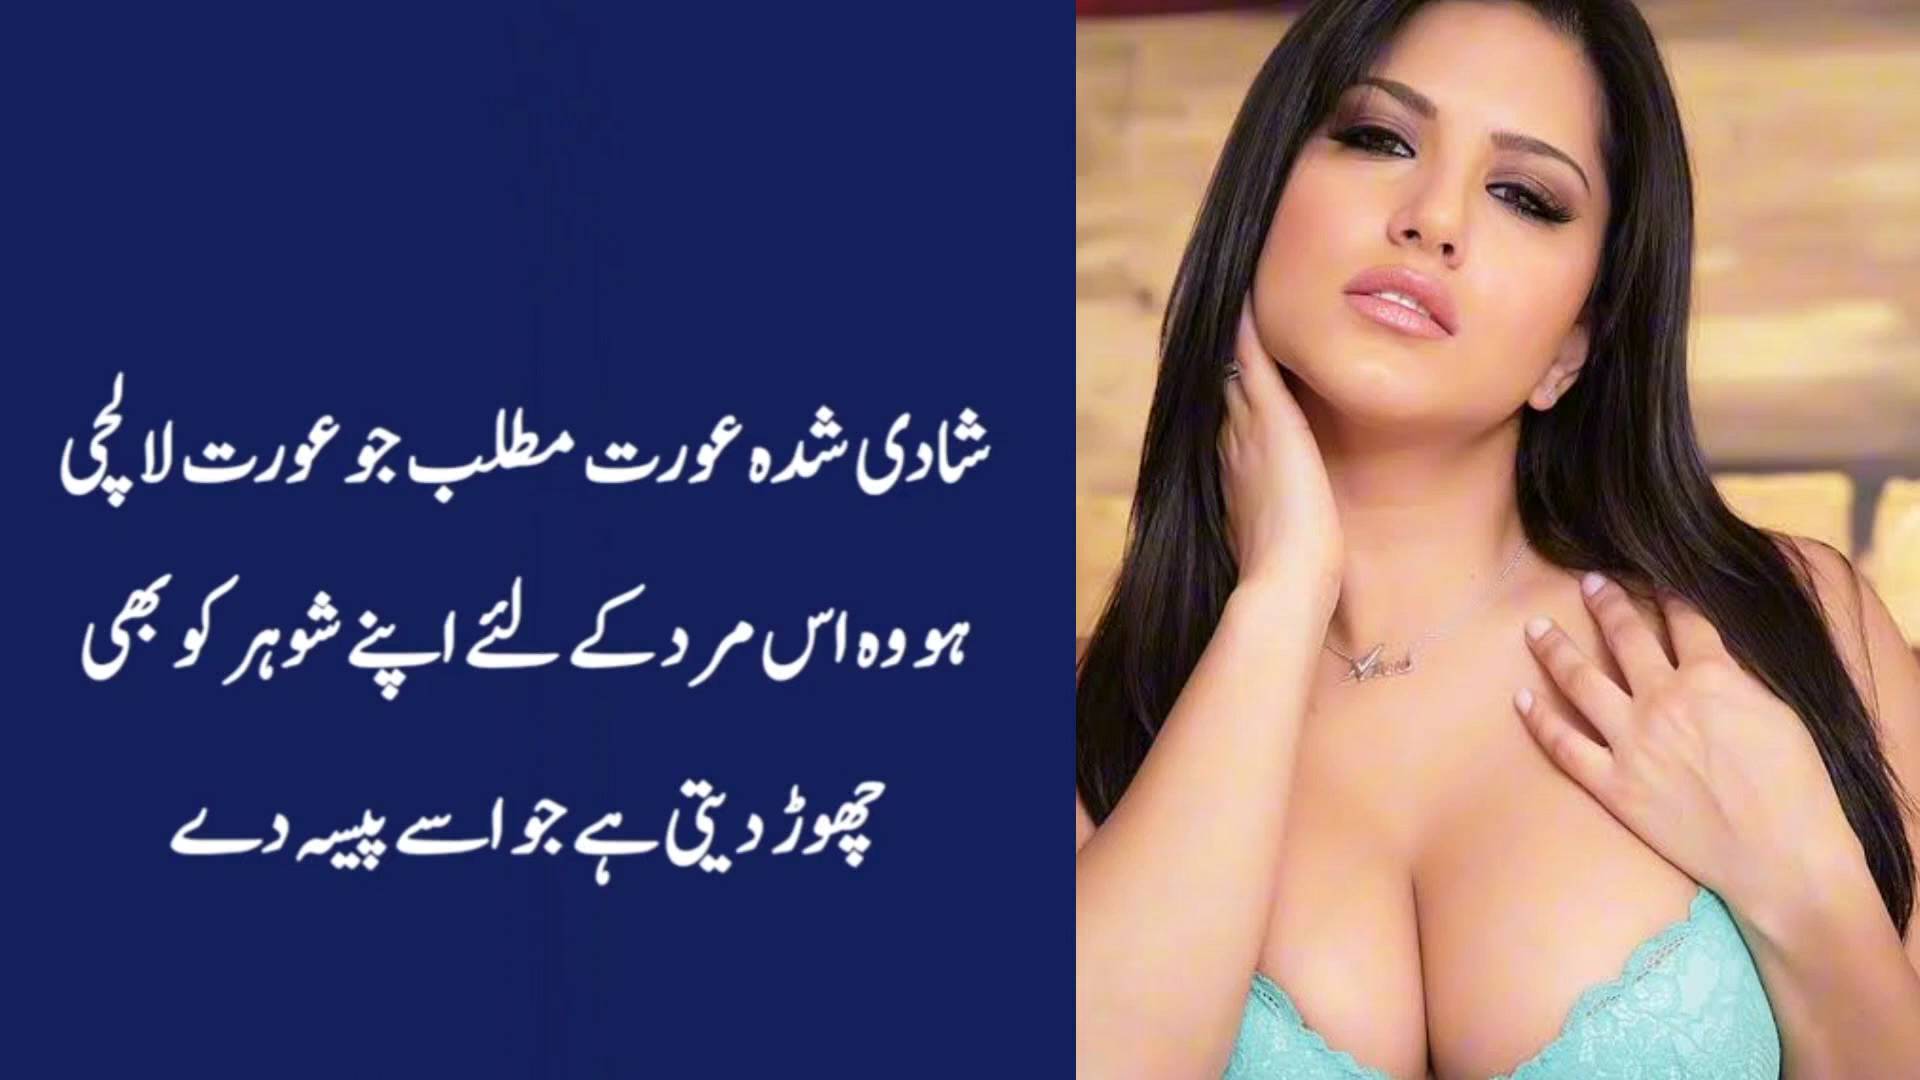 شادی شدہ عورت مطلب جو عورت لالچی
ہو وہ اس مرد کے لئے اپنے شوہر کو بھی
چھوڑ دیتی ہے جو اسے پیسہ دے